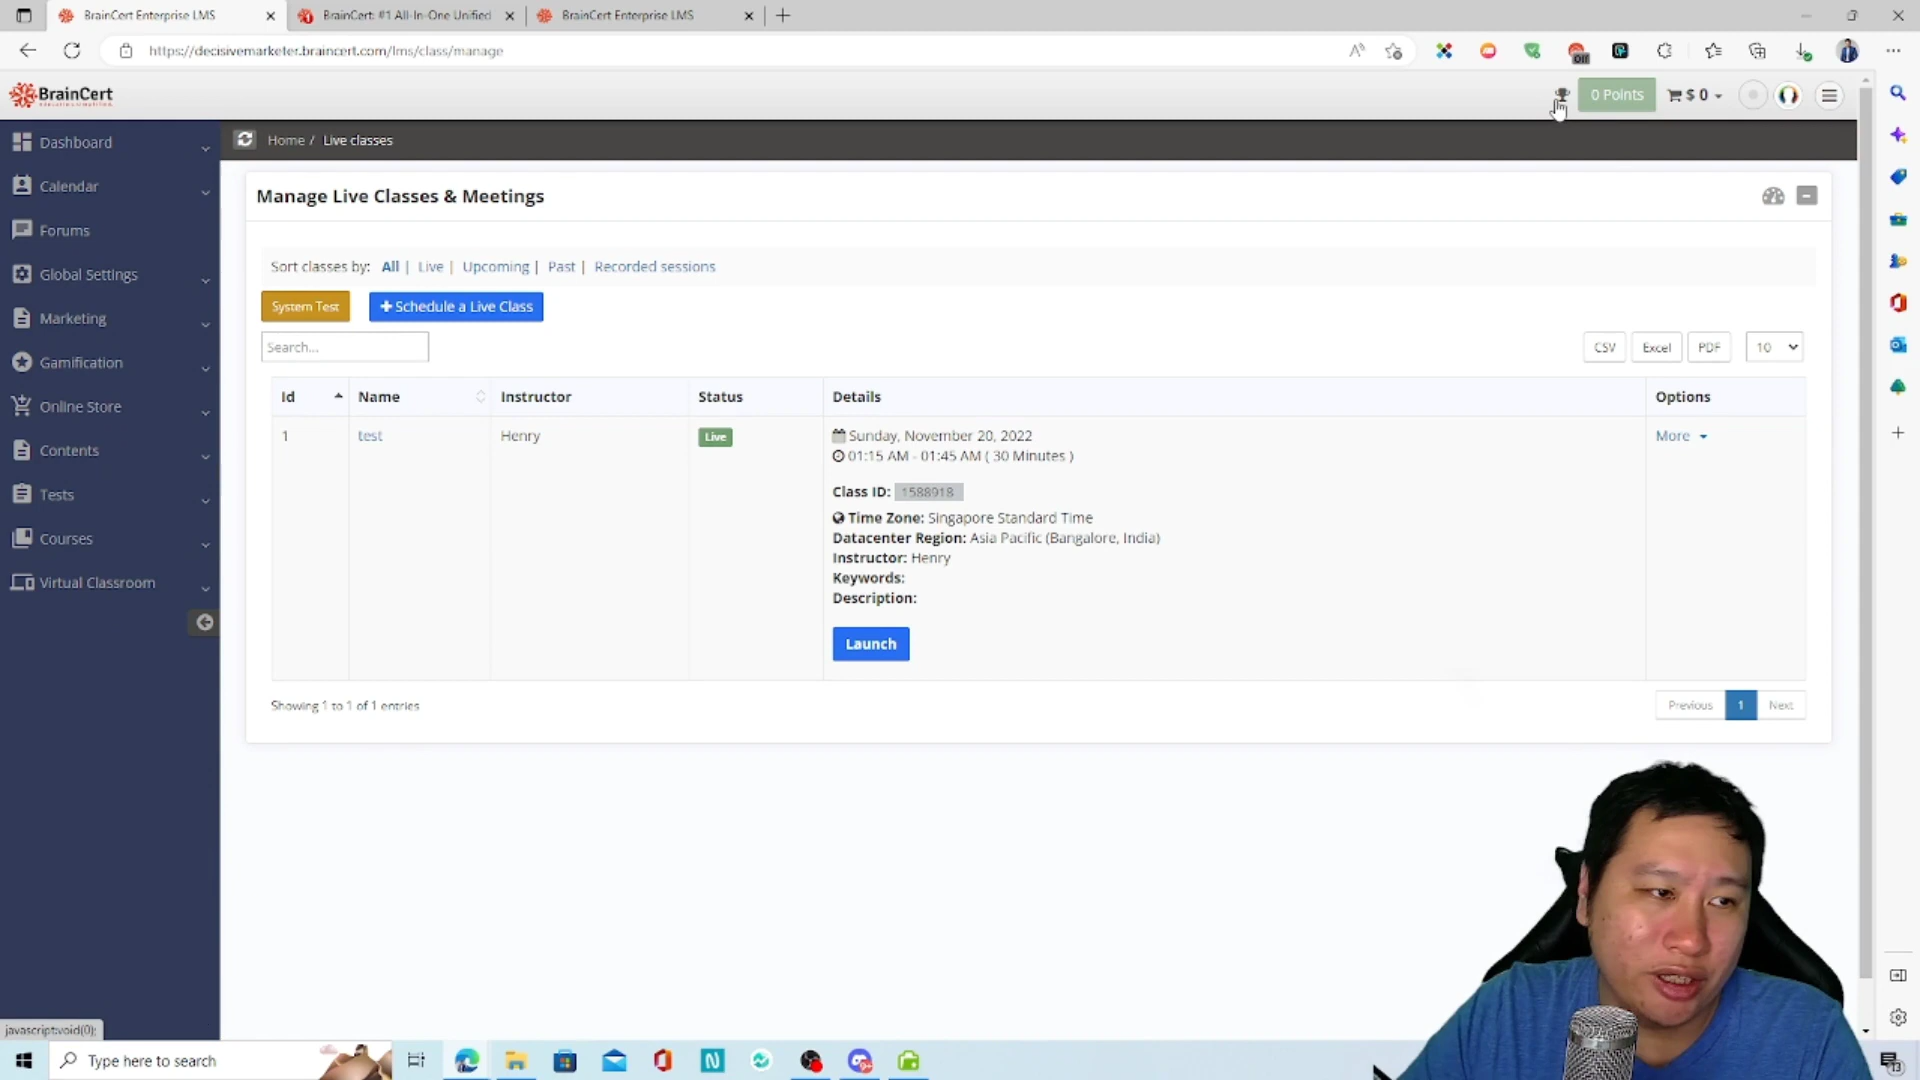 BrainCert Enterprise LMS
BrainCert: #1 All-In-One Unified
BrainCert Enterprise LMS
https://decisivemarketer.braincert.com/lms/class/manage
off
BrainCert
0 Points
$ 0
Dashboard
Calendar
Forums
Global Settings
Marketing
Gamification
Online Store
Contents
Tests
Courses
Virtual Classroom
Home / Live classes
Manage Live Classes & Meetings
Sort classes by: All | Live | Upcoming | Past | Recorded sessions
System Test
+ Schedule a Live Class
Search...
CSV Excel PDF 10
Id Name Instructor Status Details Options
1 test Henry Live
Sunday, November 20, 2022
More
01:15 AM - 01:45 AM ( 30 Minutes )
Class ID: 1588918
Time Zone: Singapore Standard Time
Datacenter Region: Asia Pacific (Bangalore, India)
Instructor: Henry
Keywords:
Description:
Launch
Showing 1 to 1 of 1 entries
Previous 1 Next
javascript:void(0);
Type here to search
13